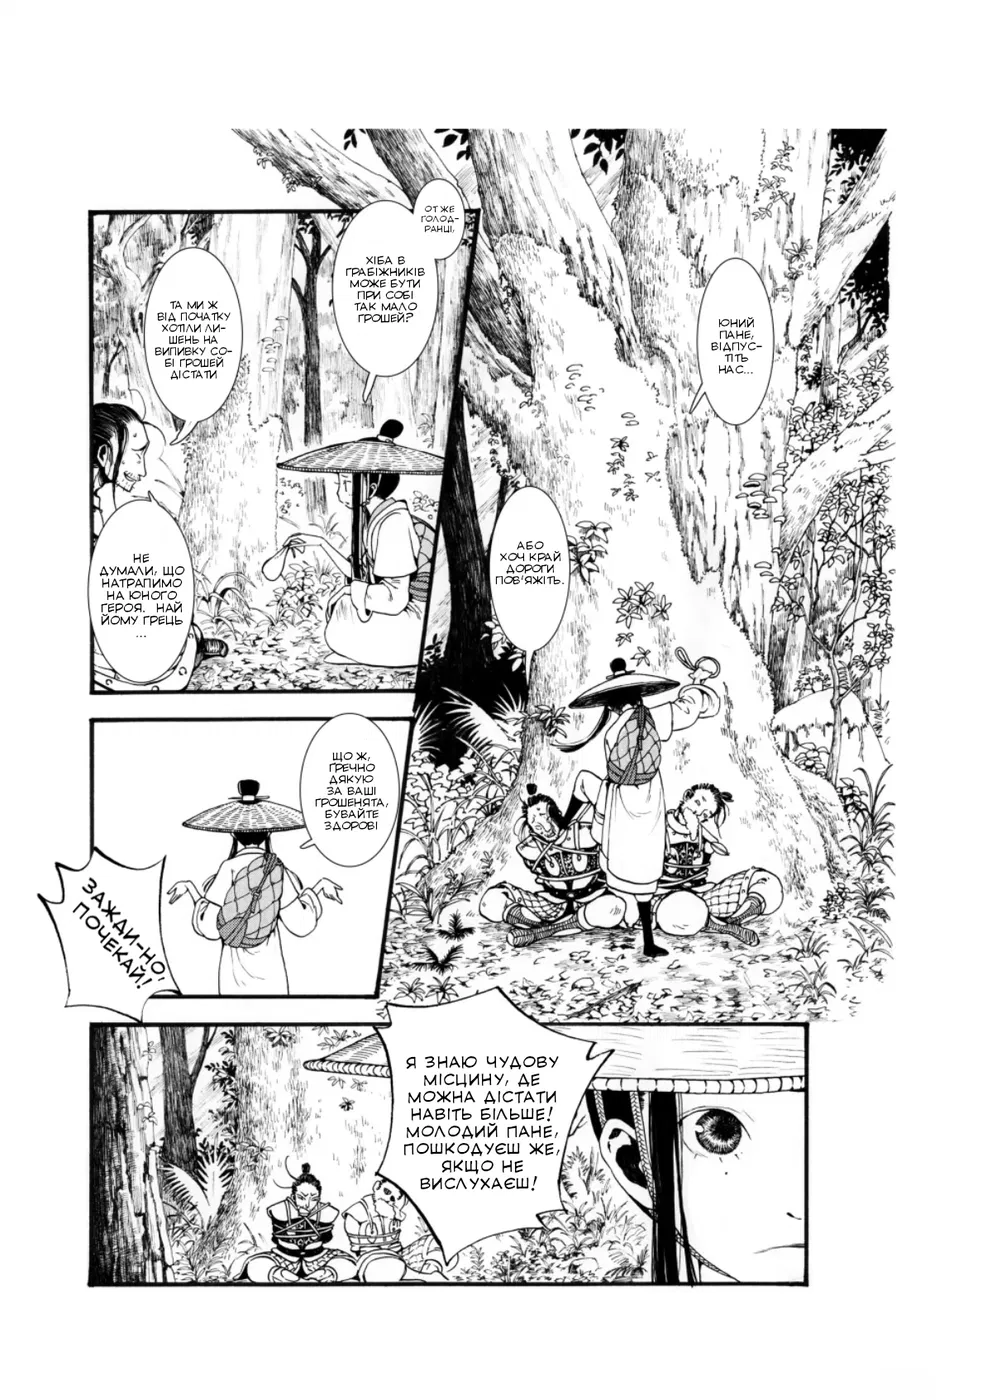 ЮНИЙ
ПАНЕ,
ВІДПУС-
ТІТЬ
НАС...
АБО
ХОЧ КРАЙ
ДОРОГИ
ПОВ'ЯЖІТЬ.
ОТ ЖЕ
ГОЛОД-
РАНЦІ,
ХІБА В
ГРАБІЖНИКІВ
МОЖЕ БУТИ
ПРИ СОБІ
ТАК МАЛО
ГРОШЕЙ?
ТА МИ Ж
ВІД ПОЧАТКУ
ХОТІЛИ ЛИ-
ШЕНЬ НА
ВИПИВКУ СО-
БІ ГРОШЕЙ
ДІСТАТИ
НЕ
ДУМАЛИ, ЩО
НАТРАПИМО
НА ЮНОГО
ГЕРОЯ. НАЙ
ЙОМУ ГРЕЦЬ
...
ЩО Ж,
ҐРЕЧНО
ДЯКУЮ
ЗА ВАШІ
ГРОШЕНЯТА,
БУВАЙТЕ
ЗДОРОВІ
ЗАЖДИ-НО,
ПОЧЕКАЙ!
Я ЗНАЮ ЧУДОВУ
МІСЦИНУ, ДЕ
МОЖНА ДІСТАТИ
НАВІТЬ БІЛЬШЕ!
МОЛОДИЙ ПАНЕ,
ПОШКОДУЄШ ЖЕ,
ЯКЩО НЕ
ВИСЛУХАЄШ!